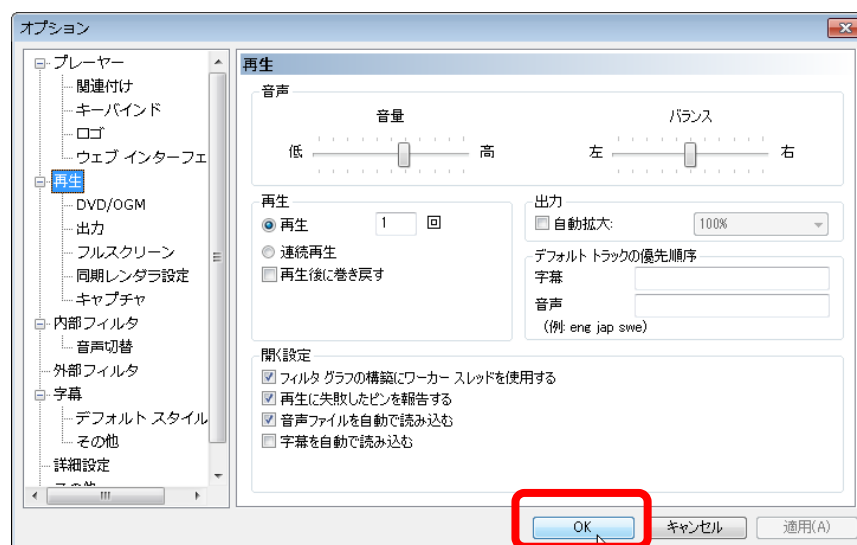 オプション
プレーヤー
関連付け
キーバインド
ロゴ
ウェブ インターフェ
再生
DVD/OGM
出力
フルスクリーン
同期レンダラ設定
キャプチャ
内部フィルタ
音声切替
外部フィルタ
字幕
デフォルト スタイル
その他
詳細設定
再生
音声
音量
バランス
低 高 左 右
再生
再生 1 回
連続再生
再生後に巻き戻す
出力
自動拡大: 100%
デフォルト トラックの優先順序
字幕
音声
(例: eng jap swe)
開く設定
フィルタ グラフの構築にワーカー スレッドを使用する
再生に失敗したピンを報告する
音声ファイルを自動で読み込む
字幕を自動で読み込む
OK キャンセル 適用(A)